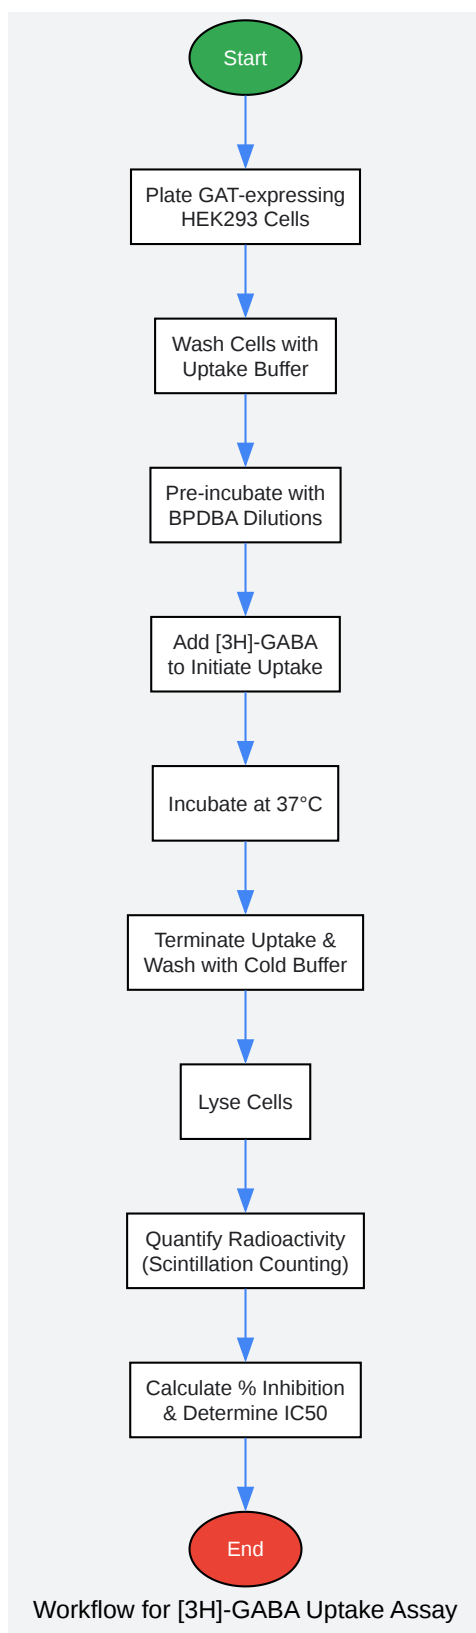 Start
Plate GAT-expressing
HEK293 Cells
Wash Cells with
Uptake Buffer
Pre-incubate with
BPDBA Dilutions
Add [3H]-GABA
to Initiate Uptake
Incubate at 37°C
Terminate Uptake &
Wash with Cold Buffer
Lyse Cells
Quantify Radioactivity
(Scintillation Counting)
Calculate % Inhibition
& Determine IC50
End
Workflow for [3H]-GABA Uptake Assay